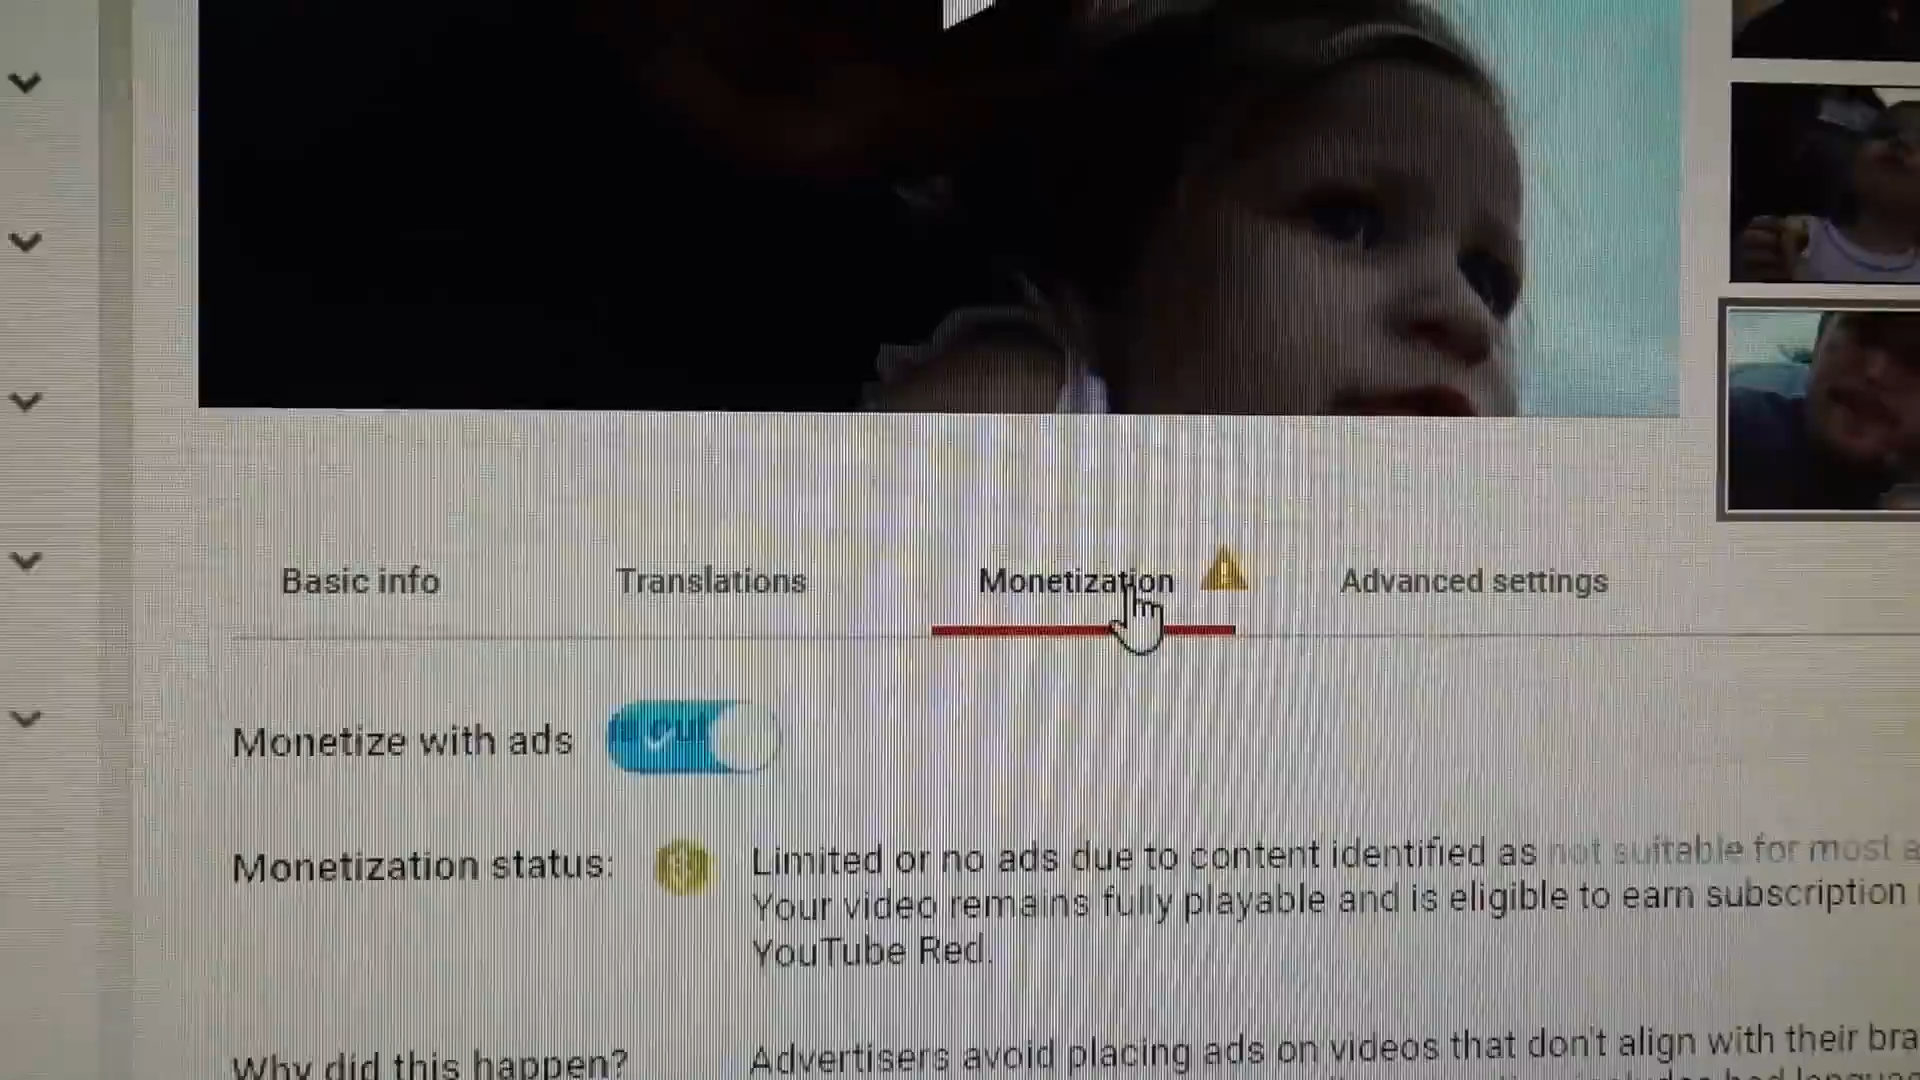 Basic info Translations Monetization Advanced settings
Monetize with ads
Monetization status: Limited or no ads due to content identified as not suitable for most
Your video remains fully playable and is eligible to earn subscription
YouTube Red.
Why did this happen? Advertisers avoid placing ads on videos that don't align with their